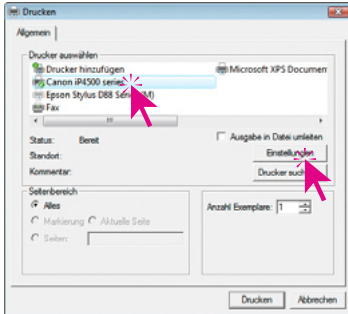 Drucken
Allgemein
Drucker auswählen
Drucker hinzufügen
Microsoft XPS Documen
Canon iP4500 series
Epson Stylus D88 Series (M)
Fax
Status: Bereit
Ausgabe in Datei umleiten
Standort:
Einstellungen
Kommentar:
Drucker suchen
Seitenbereich
Alles
Anzahl Exemplare: 1
Markierung Aktuelle Seite
Seiten:
Drucken Abbrechen